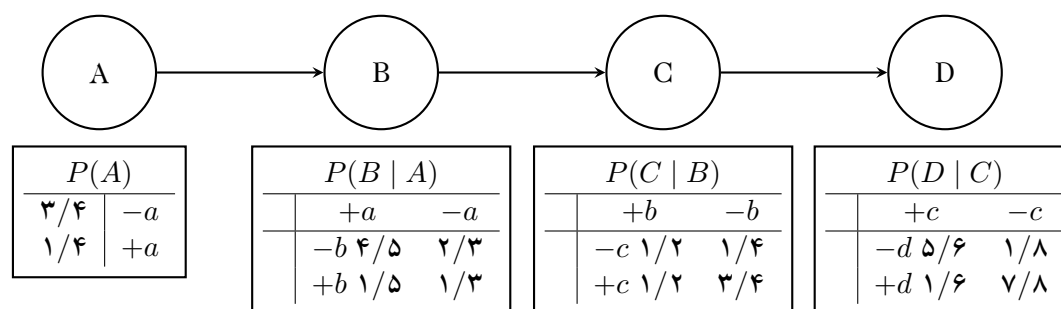 A B C D
P(A) P(B | A) P(C | B) P(D | C)
۳/۴ −a +a −a +b −b +c −c
۱/۴ +a −b ۴/۵ ۲/۳ −c ۱/۲ ۱/۴ −d ۵/۶ ۱/۸
+b ۱/۵ ۱/۳ +c ۱/۲ ۳/۴ +d ۱/۶ ۷/۸